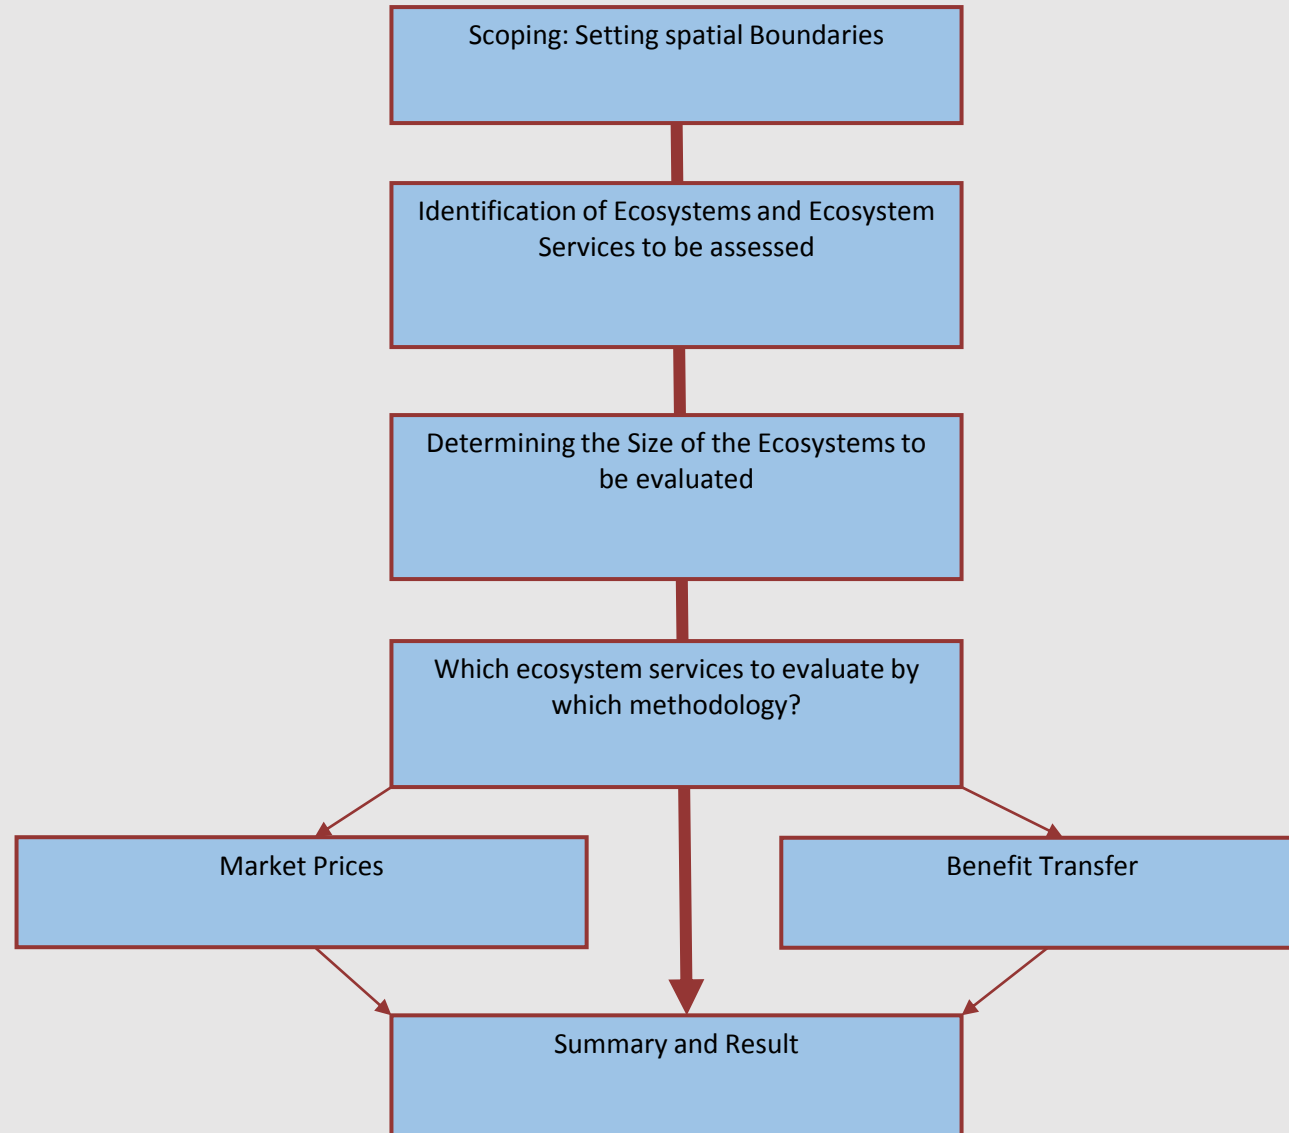 Scoping: Setting spatial Boundaries
Identification of Ecosystems and Ecosystem
Services to be assessed
Determining the Size of the Ecosystems to
be evaluated
Which ecosystem services to evaluate by
which methodology?
Market Prices
Benefit Transfer
Summary and Result